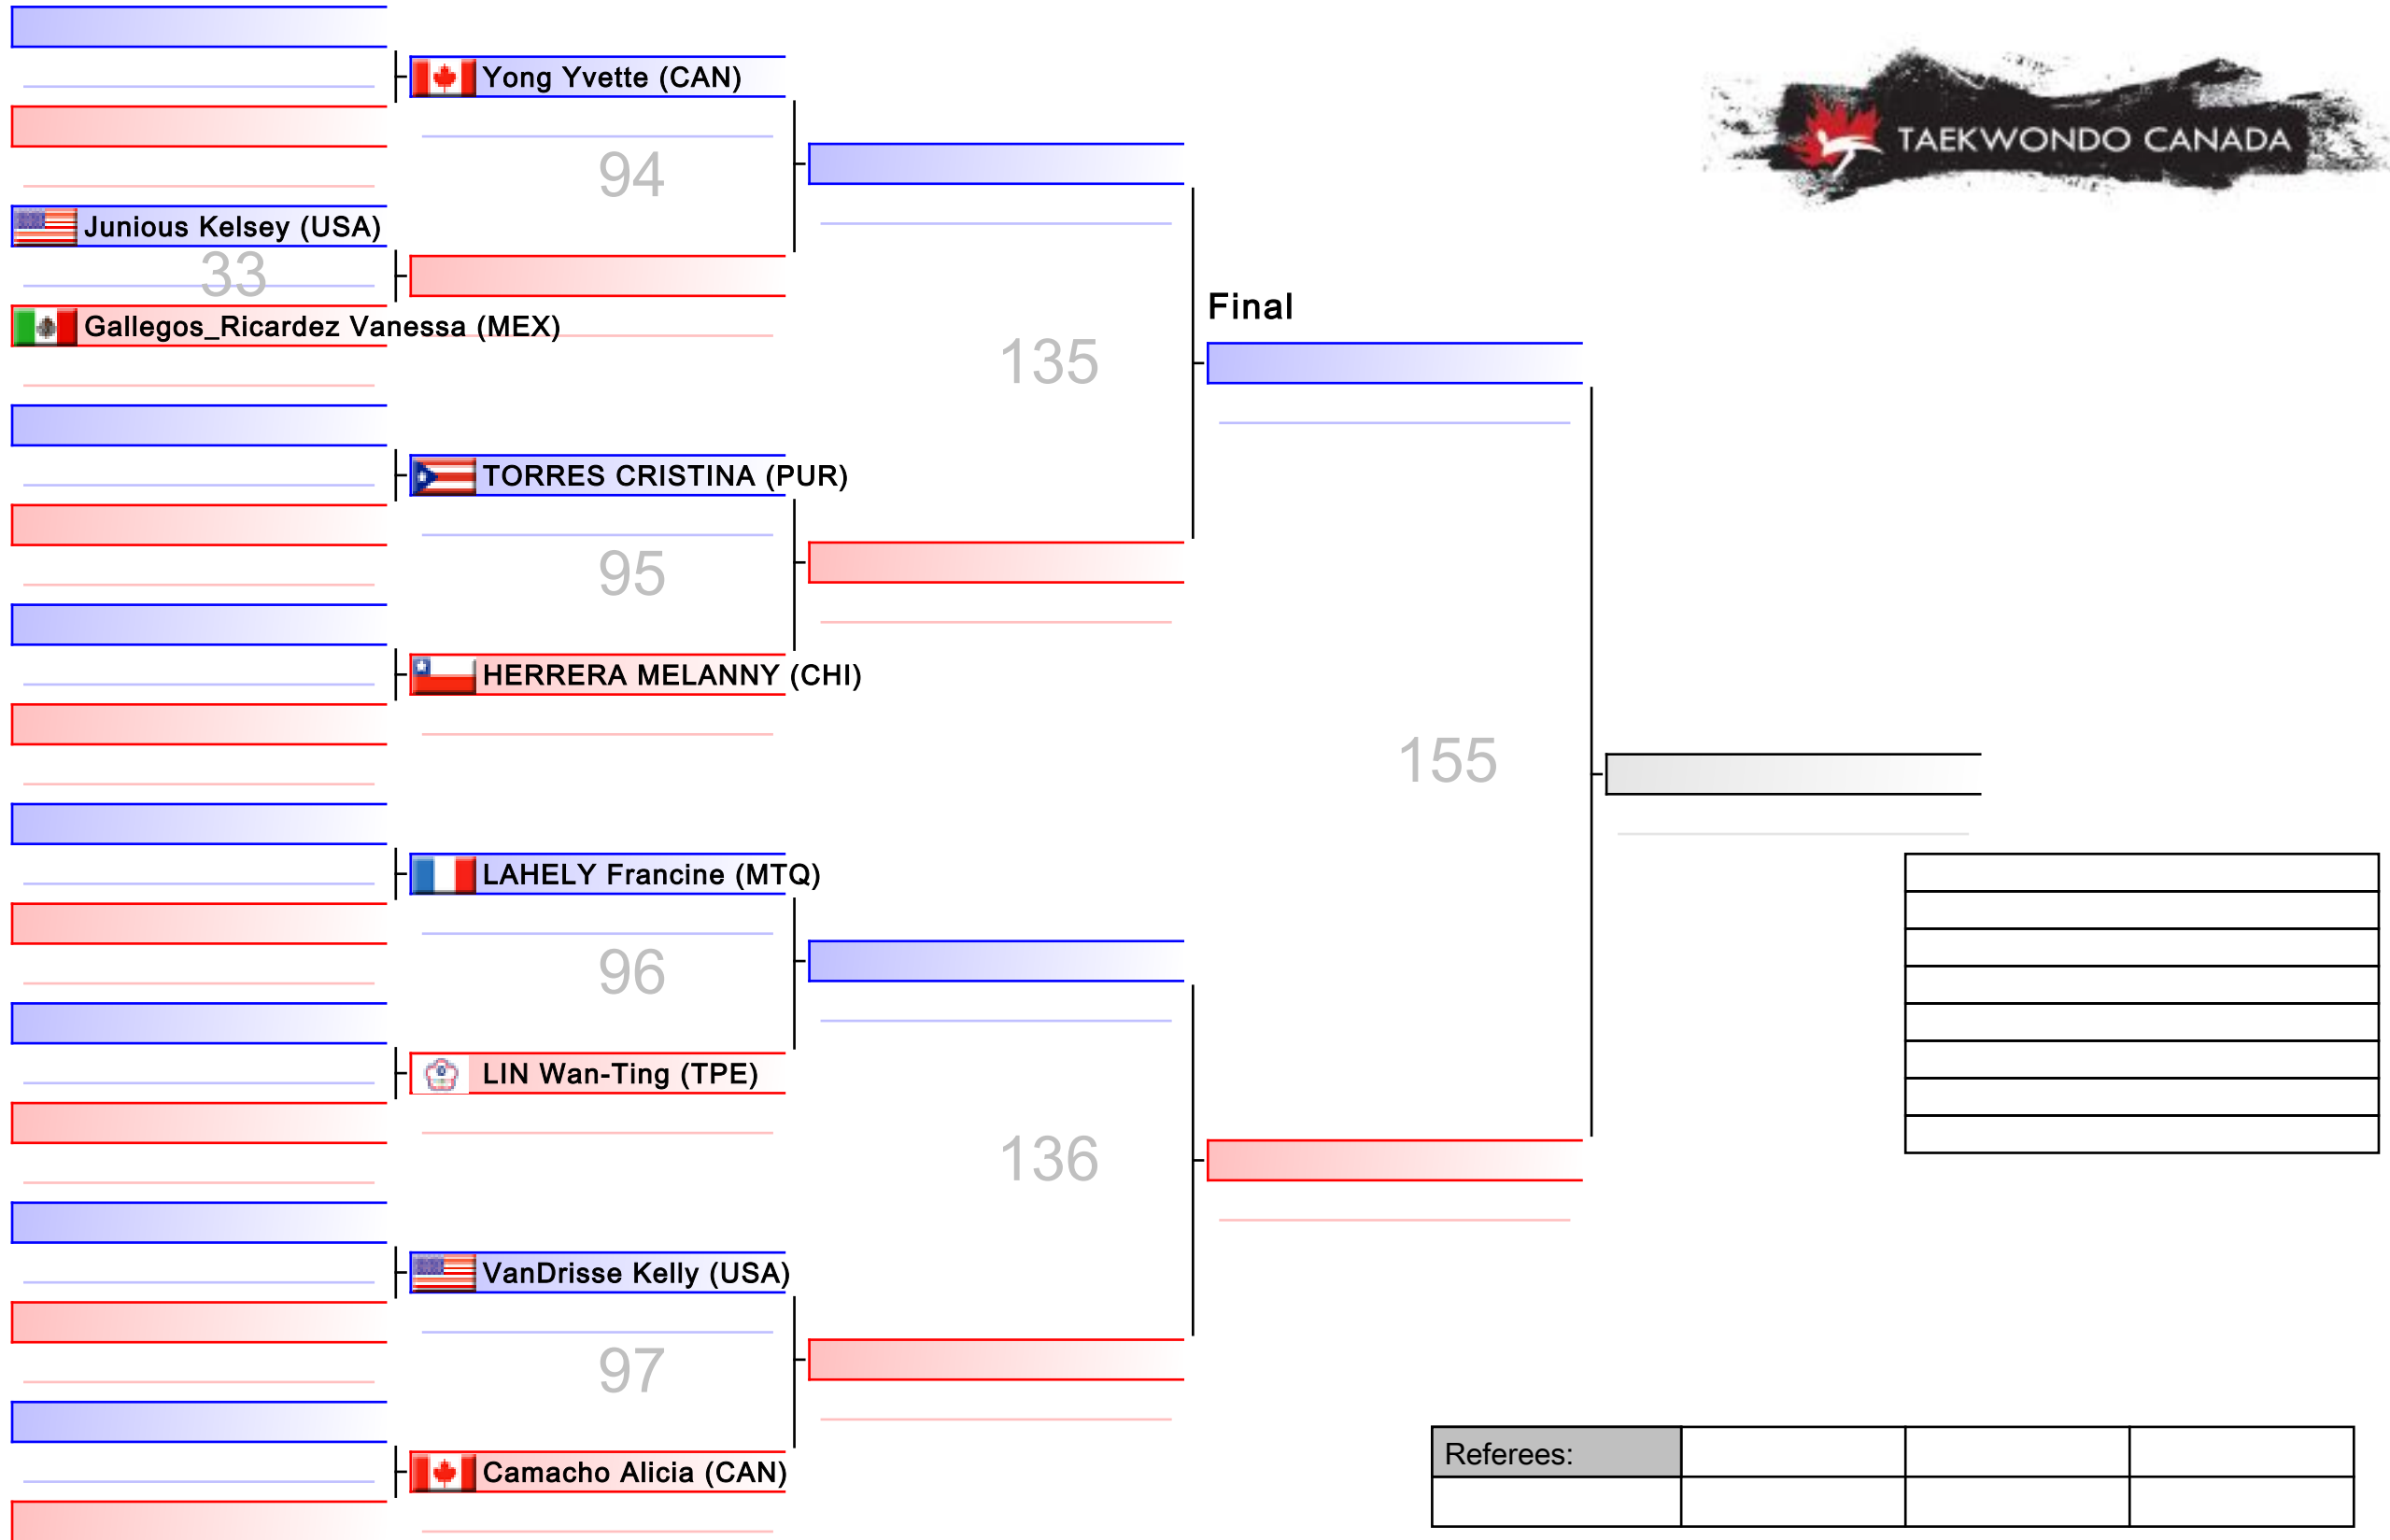 Yong Yvette (CAN)
TAEKWONDO CANADA
94
Junious Kelsey (USA)
33
Final
Gallegos_Ricardez Vanessa (MEX)
135
TORRES CRISTINA (PUR)
95
HERRERA MELANNY (CHI)
155
LAHELY Francine (MTQ)
96
LIN Wan-Ting (TPE)
136
VanDrisse Kelly (USA)
97
Referees:
Camacho Alicia (CAN)